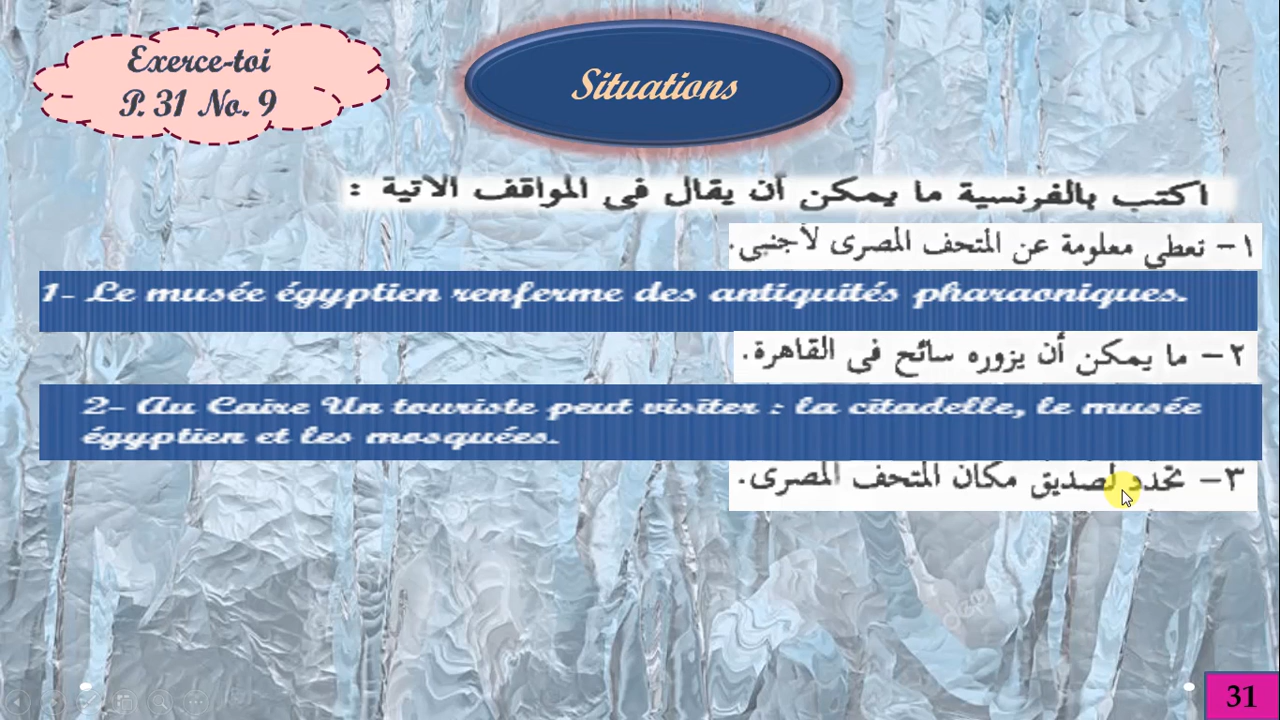 Exerce-toi
P. 31 No. 9
Situations
اكتب بالفرنسية ما يمكن أن يقال فى المواقف الآتية :
١– تعطى معلومة عن المتحف المصرى لأجنبى.
1- Le musée égyptien renferme des antiquités pharaoniques.
٢– ما يمكن أن يزوره سائح فى القاهرة.
2- Au Caire Un touriste peut visiter : la citadelle, le musée
égyptien et les mosquées.
٣– تحدد لصديق مكان المتحف المصرى.
31